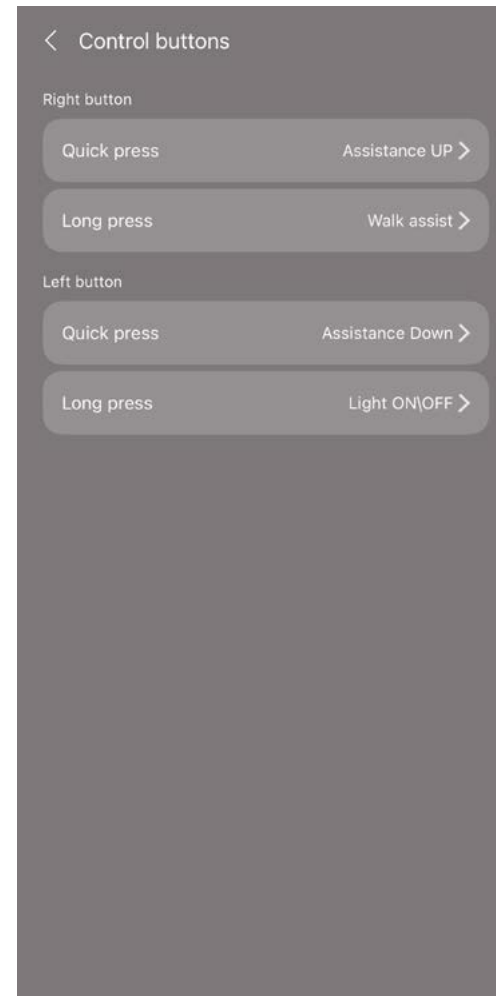 Control buttons
Right button
Quick press Assistance UP
Long press Walk assist
Left button
Quick press Assistance Down
Long press Light ON\OFF